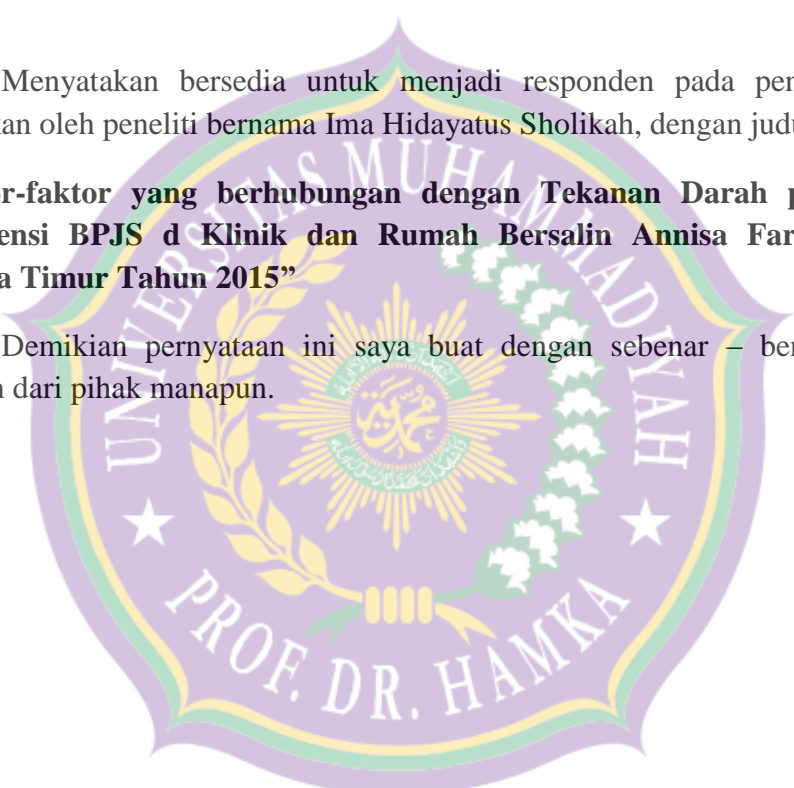 Menyatakan bersedia untuk menjadi responden pada pen
kan oleh peneliti bernama Ima Hidayatus Sholikah, dengan judu
or-faktor yang berhubungan dengan Tekanan Darah p
ensi BPJS d Klinik dan Rumah Bersalin Annisa Far
a Timur Tahun 2015”
Demikian pernyataan ini saya buat dengan sebenar – ber
n dari pihak manapun.
UNIVERSITAS MUHAMMADIYAH
PROF. DR. HAMKA